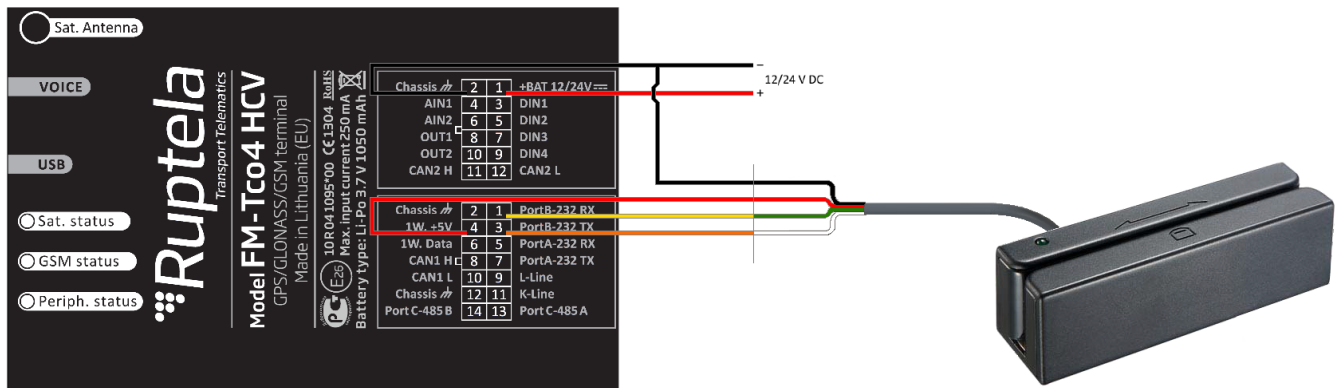 Sat. Antenna
VOICE
USB
Sat. status
GSM status
Periph. status
Ruptela
Transport Telematics
Model FM-Tco4 HCV
GPS/GLONASS/GSM terminal
Made in Lithuania (EU)
PG E26 10R 041095*00 CE1304 RoHS
Max. input current 250 mA
Battery type: Li-Po 3.7 V 1050 mAh
Chassis 2 1 +BAT 12/24V
AIN1 4 3 DIN1
AIN2 6 5 DIN2
OUT1 8 7 DIN3
OUT2 10 9 DIN4
CAN2 H 11 12 CAN2 L
Chassis 2 1 PortB-232 RX
1W. +5V 4 3 PortB-232 TX
1W. Data 6 5 PortA-232 RX
CAN1 H 8 7 PortA-232 TX
CAN1 L 10 9 L-Line
Chassis 12 11 K-Line
Port C-485 B 14 13 Port C-485 A
–
12/24 V DC
+